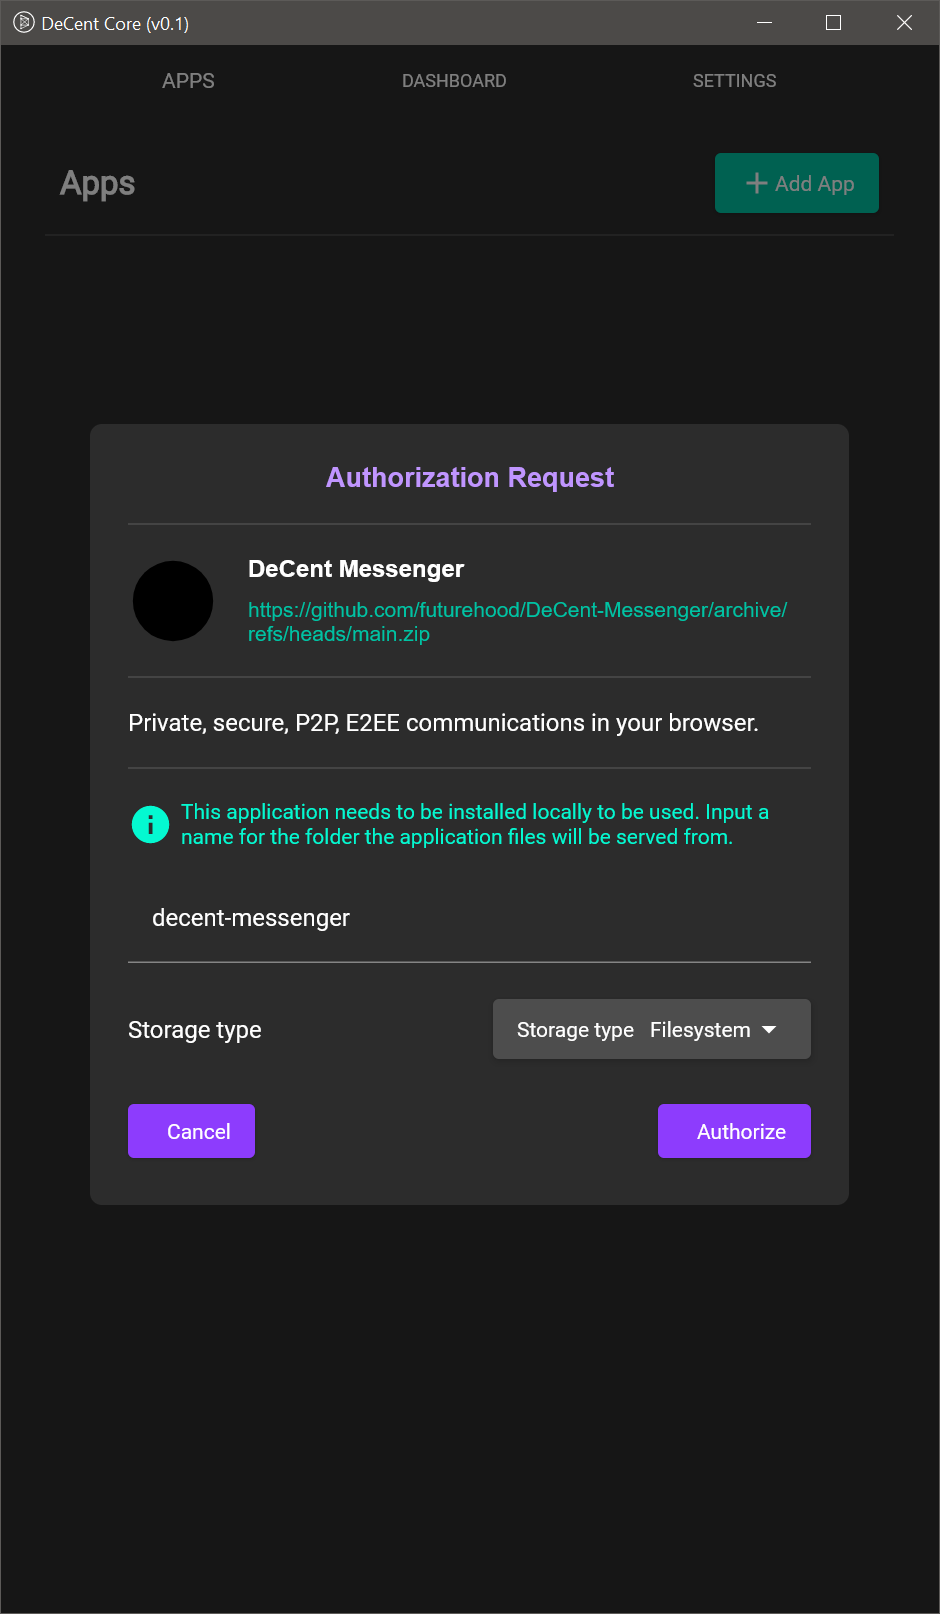 DeCent Core (v0.1)
APPS DASHBOARD SETTINGS
Apps
Add App
Authorization Request
DeCent Messenger
https://github.com/futurehood/DeCent-Messenger/archive/
refs/heads/main.zip
Private, secure, P2P, E2EE communications in your browser.
This application needs to be installed locally to be used. Input a
name for the folder the application files will be served from.
decent-messenger
Storage type
Storage type Filesystem
Cancel
Authorize